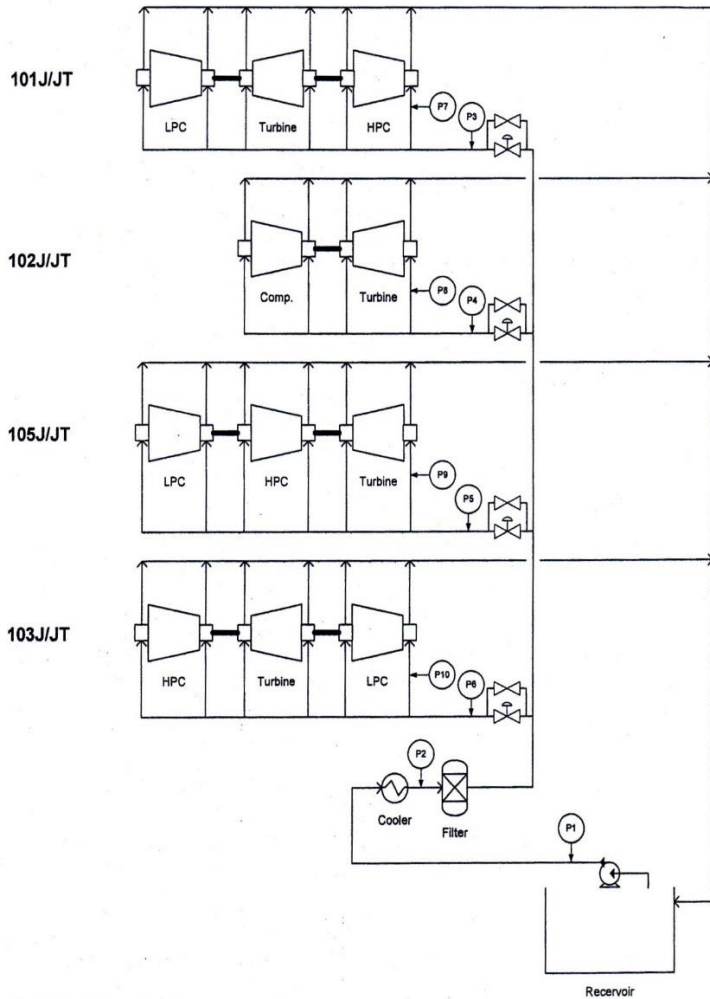 101J/JT
LPC
Turbine
HPC
P7
P3
102J/JT
Comp.
Turbine
P8
P4
105J/JT
LPC
HPC
Turbine
P9
P5
103J/JT
HPC
Turbine
LPC
P10
P6
P2
Cooler
Filter
P1
Recervoir